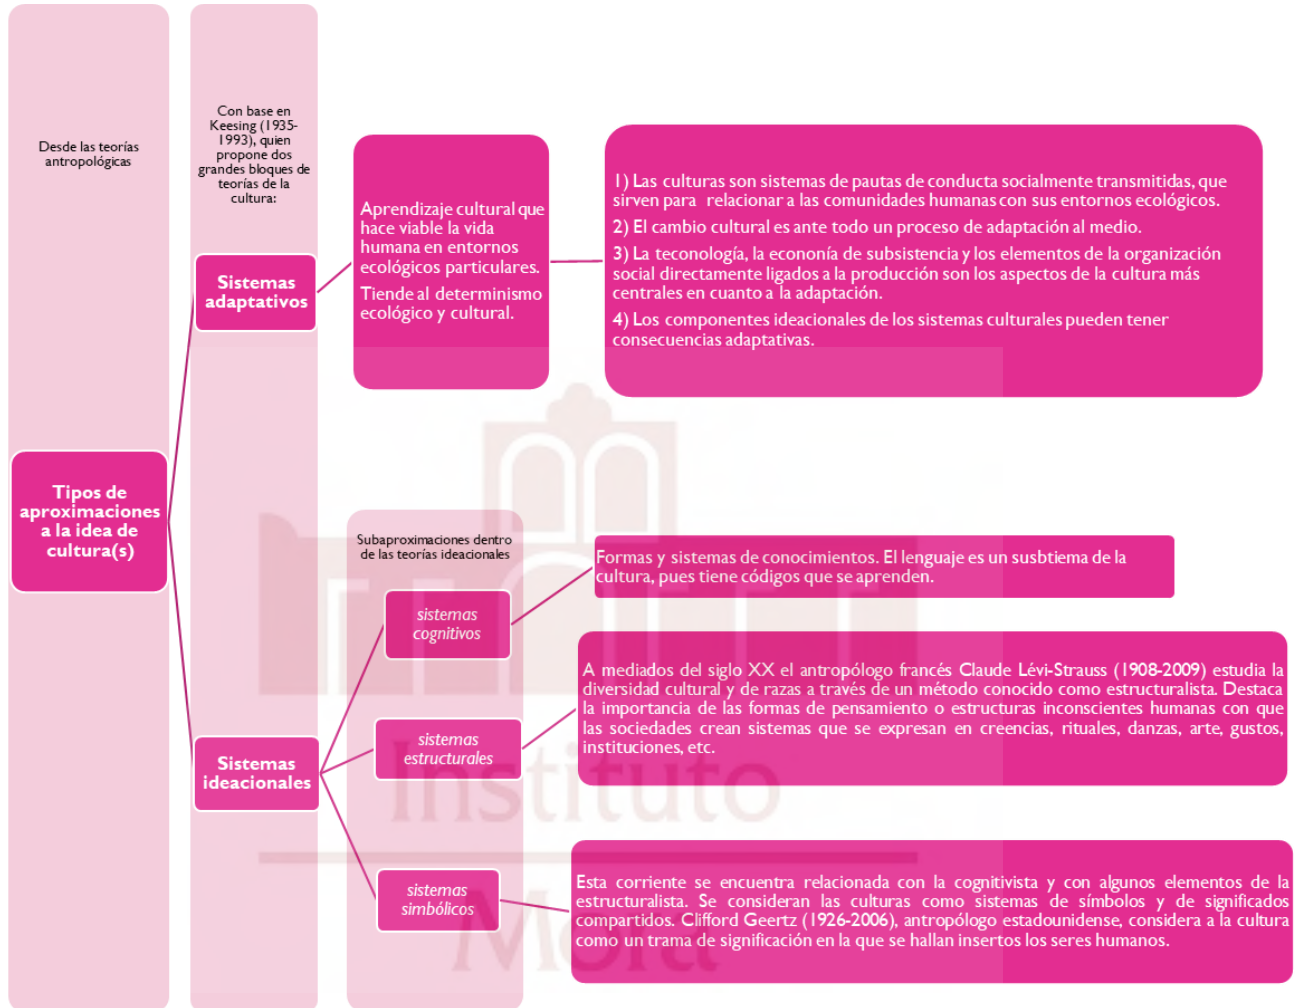 Desde las teorías
antropológicas
Con base en
Keesing (1935-
1993), quien
propone dos
grandes bloques de
teorías de la
cultura:
Tipos de
aproximaciones
a la idea de
cultura(s)
Sistemas
adaptativos
Aprendizaje cultural que
hace viable la vida
humana en entornos
ecológicos particulares.
Tiende al determinismo
ecológico y cultural.
1) Las culturas son sistemas de pautas de conducta socialmente transmitidas, que
sirven para relacionar a las comunidades humanas con sus entornos ecológicos.
2) El cambio cultural es ante todo un proceso de adaptación al medio.
3) La teconología, la econonía de subsistencia y los elementos de la organización
social directamente ligados a la producción son los aspectos de la cultura más
centrales en cuanto a la adaptación.
4) Los componentes ideacionales de los sistemas culturales pueden tener
consecuencias adaptativas.
Sistemas
ideacionales
Subaproximaciones dentro
de las teorías ideacionales
sistemas
cognitivos
Formas y sistemas de conocimientos. El lenguaje es un susbtiema de la
cultura, pues tiene códigos que se aprenden.
sistemas
estructurales
A mediados del siglo XX el antropólogo francés Claude Lévi-Strauss (1908-2009) estudia la
diversidad cultural y de razas a través de un método conocido como estructuralista. Destaca
la importancia de las formas de pensamiento o estructuras inconscientes humanas con que
las sociedades crean sistemas que se expresan en creencias, rituales, danzas, arte, gustos,
instituciones, etc.
sistemas
simbólicos
Esta corriente se encuentra relacionada con la cognitivista y con algunos elementos de la
estructuralista. Se consideran las culturas como sistemas de símbolos y de significados
compartidos. Clifford Geertz (1926-2006), antropólogo estadounidense, considera a la cultura
como un trama de significación en la que se hallan insertos los seres humanos.
Instituto
Mora